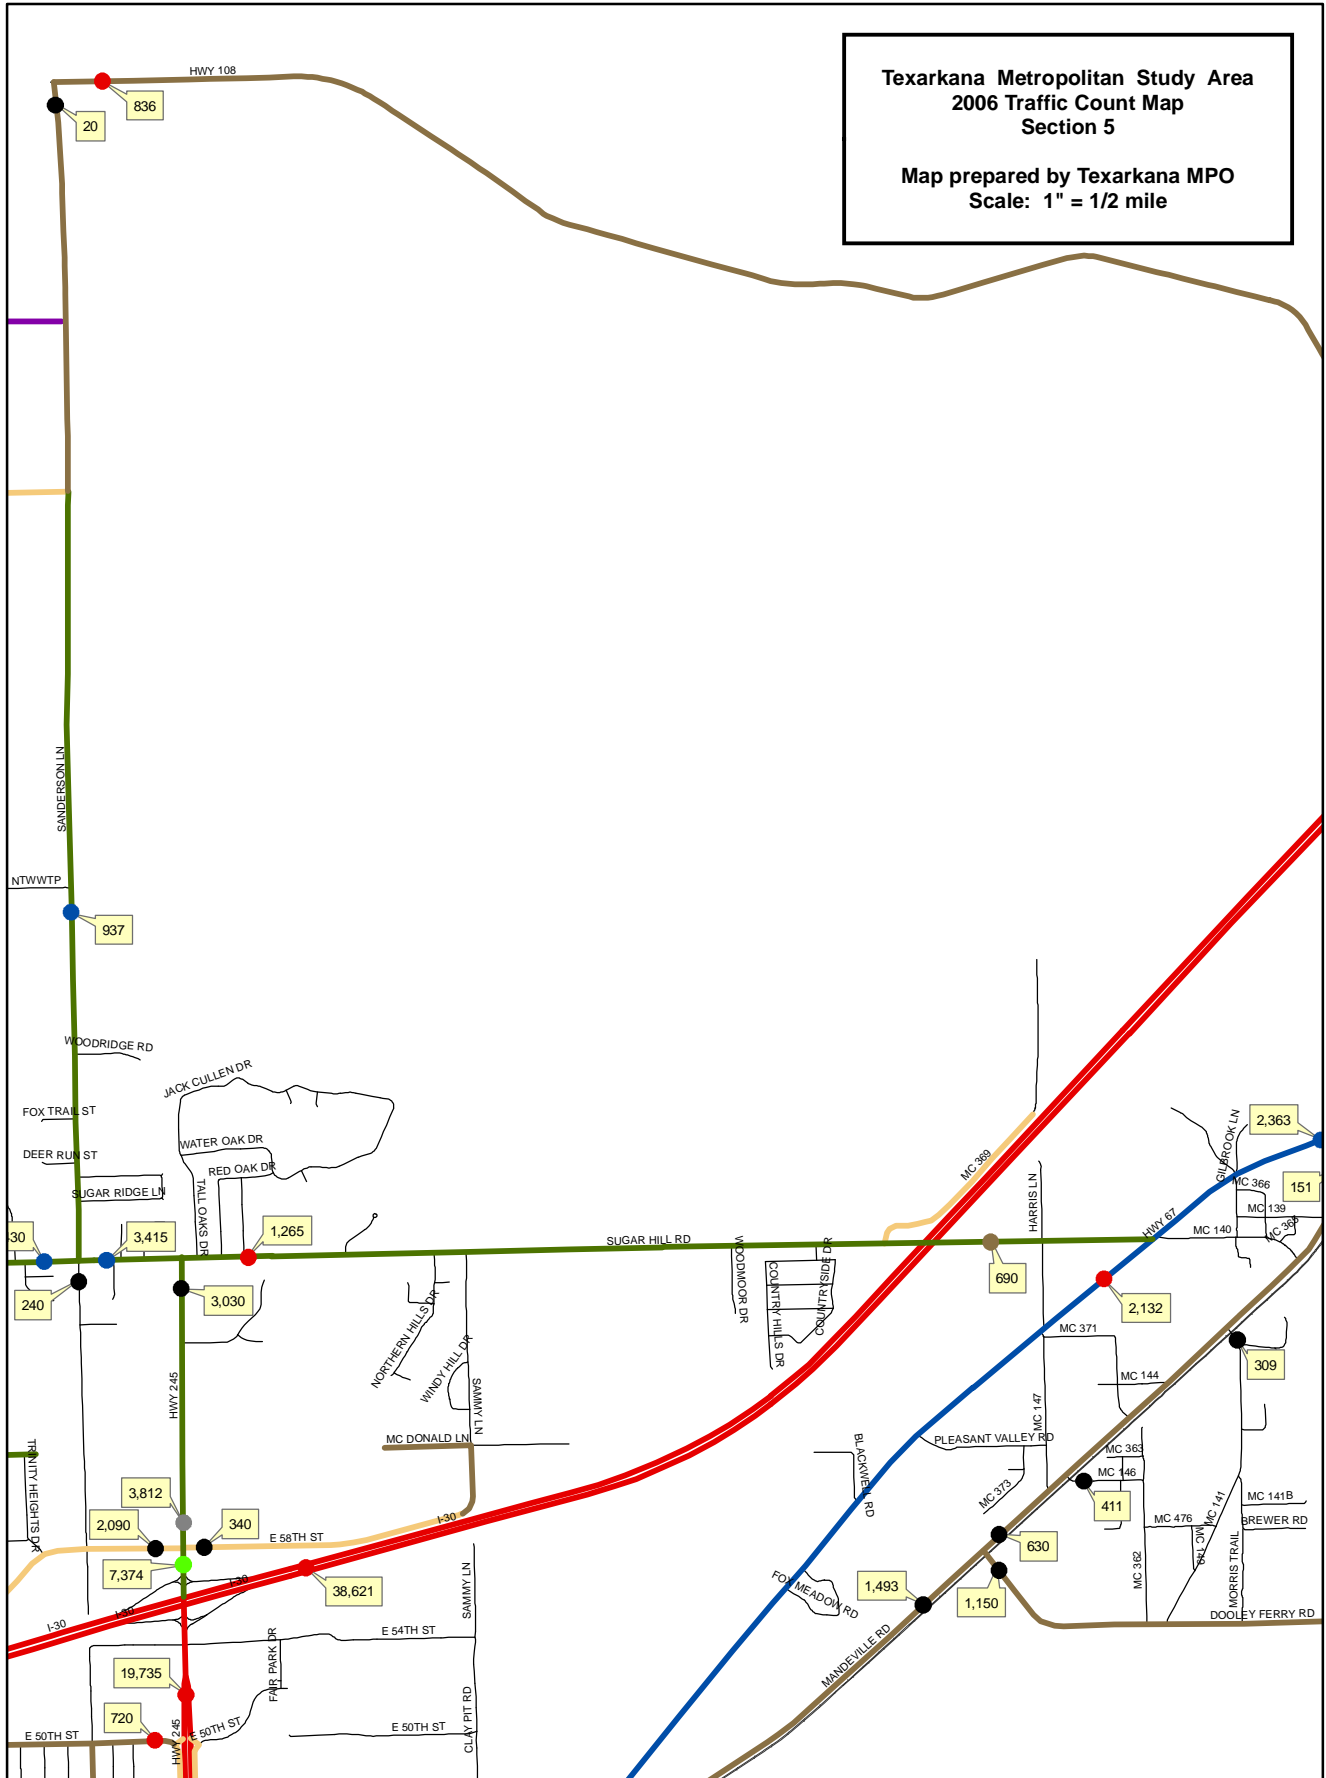 Texarkana Metropolitan Study Area
2006 Traffic Count Map
Section 5
Map prepared by Texarkana MPO
Scale: 1" = 1/2 mile
HWY 108
836
20
SANDERSON LN
NTWWTP
937
WOODRIDGE RD
JACK CULLEN DR
FOX TRAIL ST
WATER OAK DR
DEER RUN ST
RED OAK DR
SUGAR RIDGE LN
TALL OAKS DR
3,415
1,265
240
3,030
SUGAR HILL RD
WOODMOOR DR
COUNTRY HILLS DR
COUNTRYSIDE DR
MC 369
HARRIS LN
690
HWY 67
2,132
GILBROOK LN
2,363
151
MC 366
MC 139
MC 140
MC 365
309
MC 371
MC 144
MC 147
PLEASANT VALLEY RD
MC 363
MC 146
MC 373
411
MC 476
MC 149
MC 141
MC 141B
BREWER RD
MC 362
MORRIS TRAIL
DOOLEY FERRY RD
630
1,150
1,493
MANDEVILLE RD
FOX MEADOW RD
BLACKWELL RD
HWY 245
NORTHERN HILLS DR
WINDY HILL DR
SAMMY LN
MC DONALD LN
TRINITY HEIGHTS DR
3,812
2,090
340
E 58TH ST
I-30
7,374
38,621
I-30
I-30
I-30
SAMMY LN
E 54TH ST
FAIR PARK DR
19,735
720
E 50TH ST
HWY 245
E 50TH ST
E 50TH ST
CLAY PIT RD